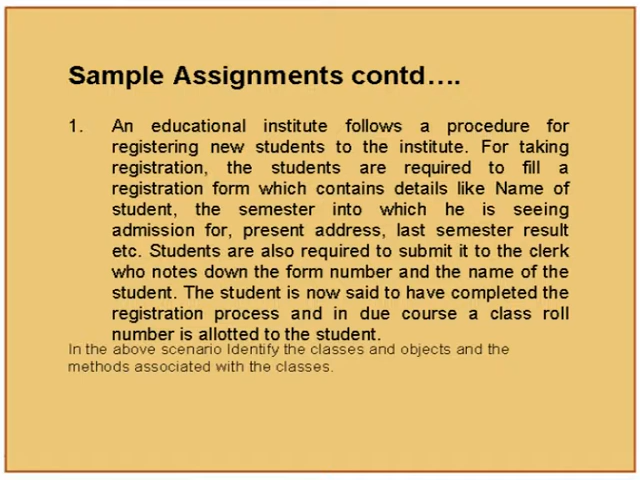 Sample Assignments contd….
1. An educational institute follows a procedure for
registering new students to the institute. For taking
registration, the students are required to fill a
registration form which contains details like Name of
student, the semester into which he is seeing
admission for, present address, last semester result
etc. Students are also required to submit it to the clerk
who notes down the form number and the name of the
student. The student is now said to have completed the
registration process and in due course a class roll
number is allotted to the student.
In the above scenario Identify the classes and objects and the
methods associated with the classes.